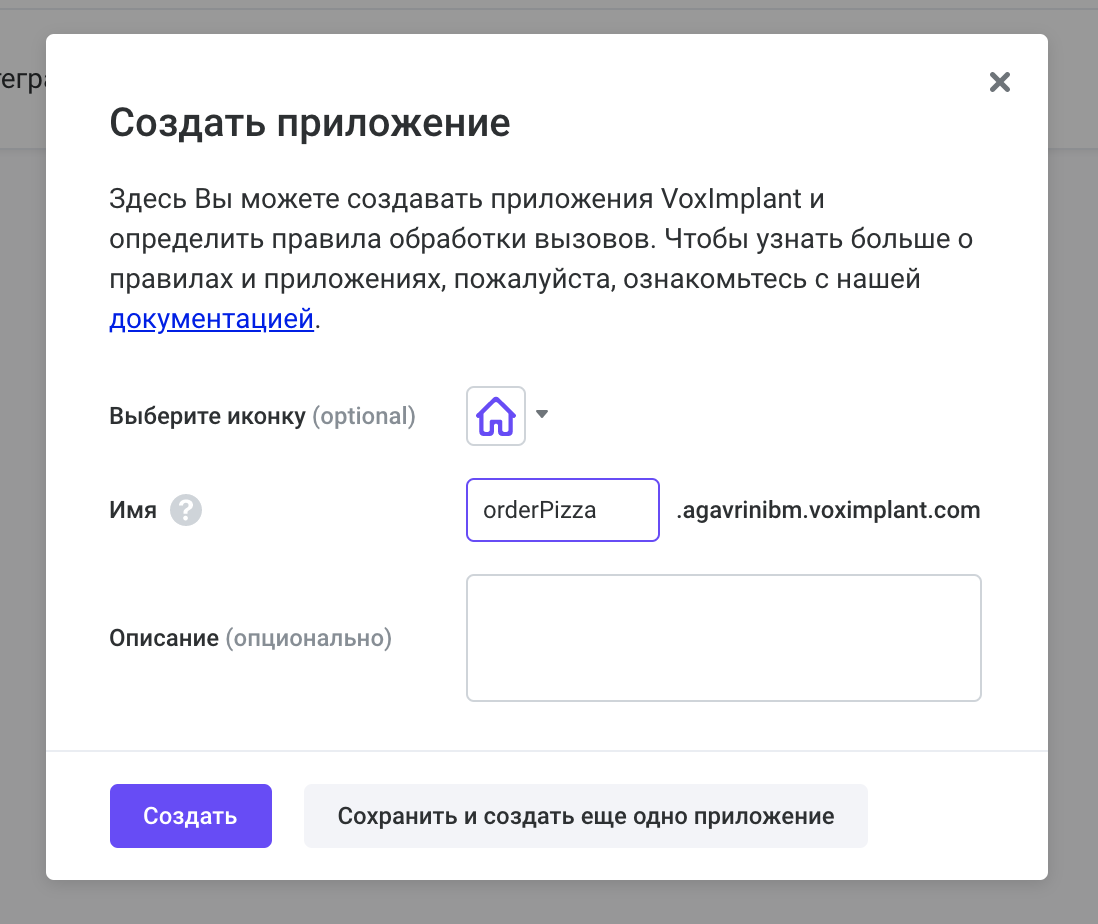 Создать приложение
Здесь Вы можете создавать приложения VoxImplant и
определить правила обработки вызовов. Чтобы узнать больше о
правилах и приложениях, пожалуйста, ознакомьтесь с нашей
документацией.
Выберите иконку (optional)
Имя ? orderPizza .agavrinibm.voximplant.com
Описание (опционально)
Создать Сохранить и создать еще одно приложение